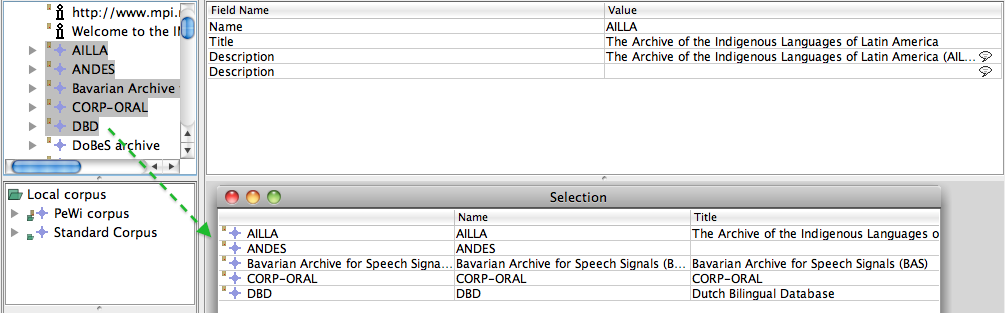 http://www.mpi.
Welcome to the I
AILLA
ANDES
Bavarian Archive
CORP-ORAL
DBD
DoBeS archive
Local corpus
PeWi corpus
Standard Corpus
Field Name Value
Name AILLA
Title The Archive of the Indigenous Languages of Latin America
Description The Archive of the Indigenous Languages of Latin America (AIL...
Description
Selection
Name Title
AILLA AILLA The Archive of the Indigenous Languages o
ANDES ANDES
Bavarian Archive for Speech Signa... Bavarian Archive for Speech Signals (B... Bavarian Archive for Speech Signals (BAS)
CORP-ORAL CORP-ORAL CORP-ORAL
DBD DBD Dutch Bilingual Database